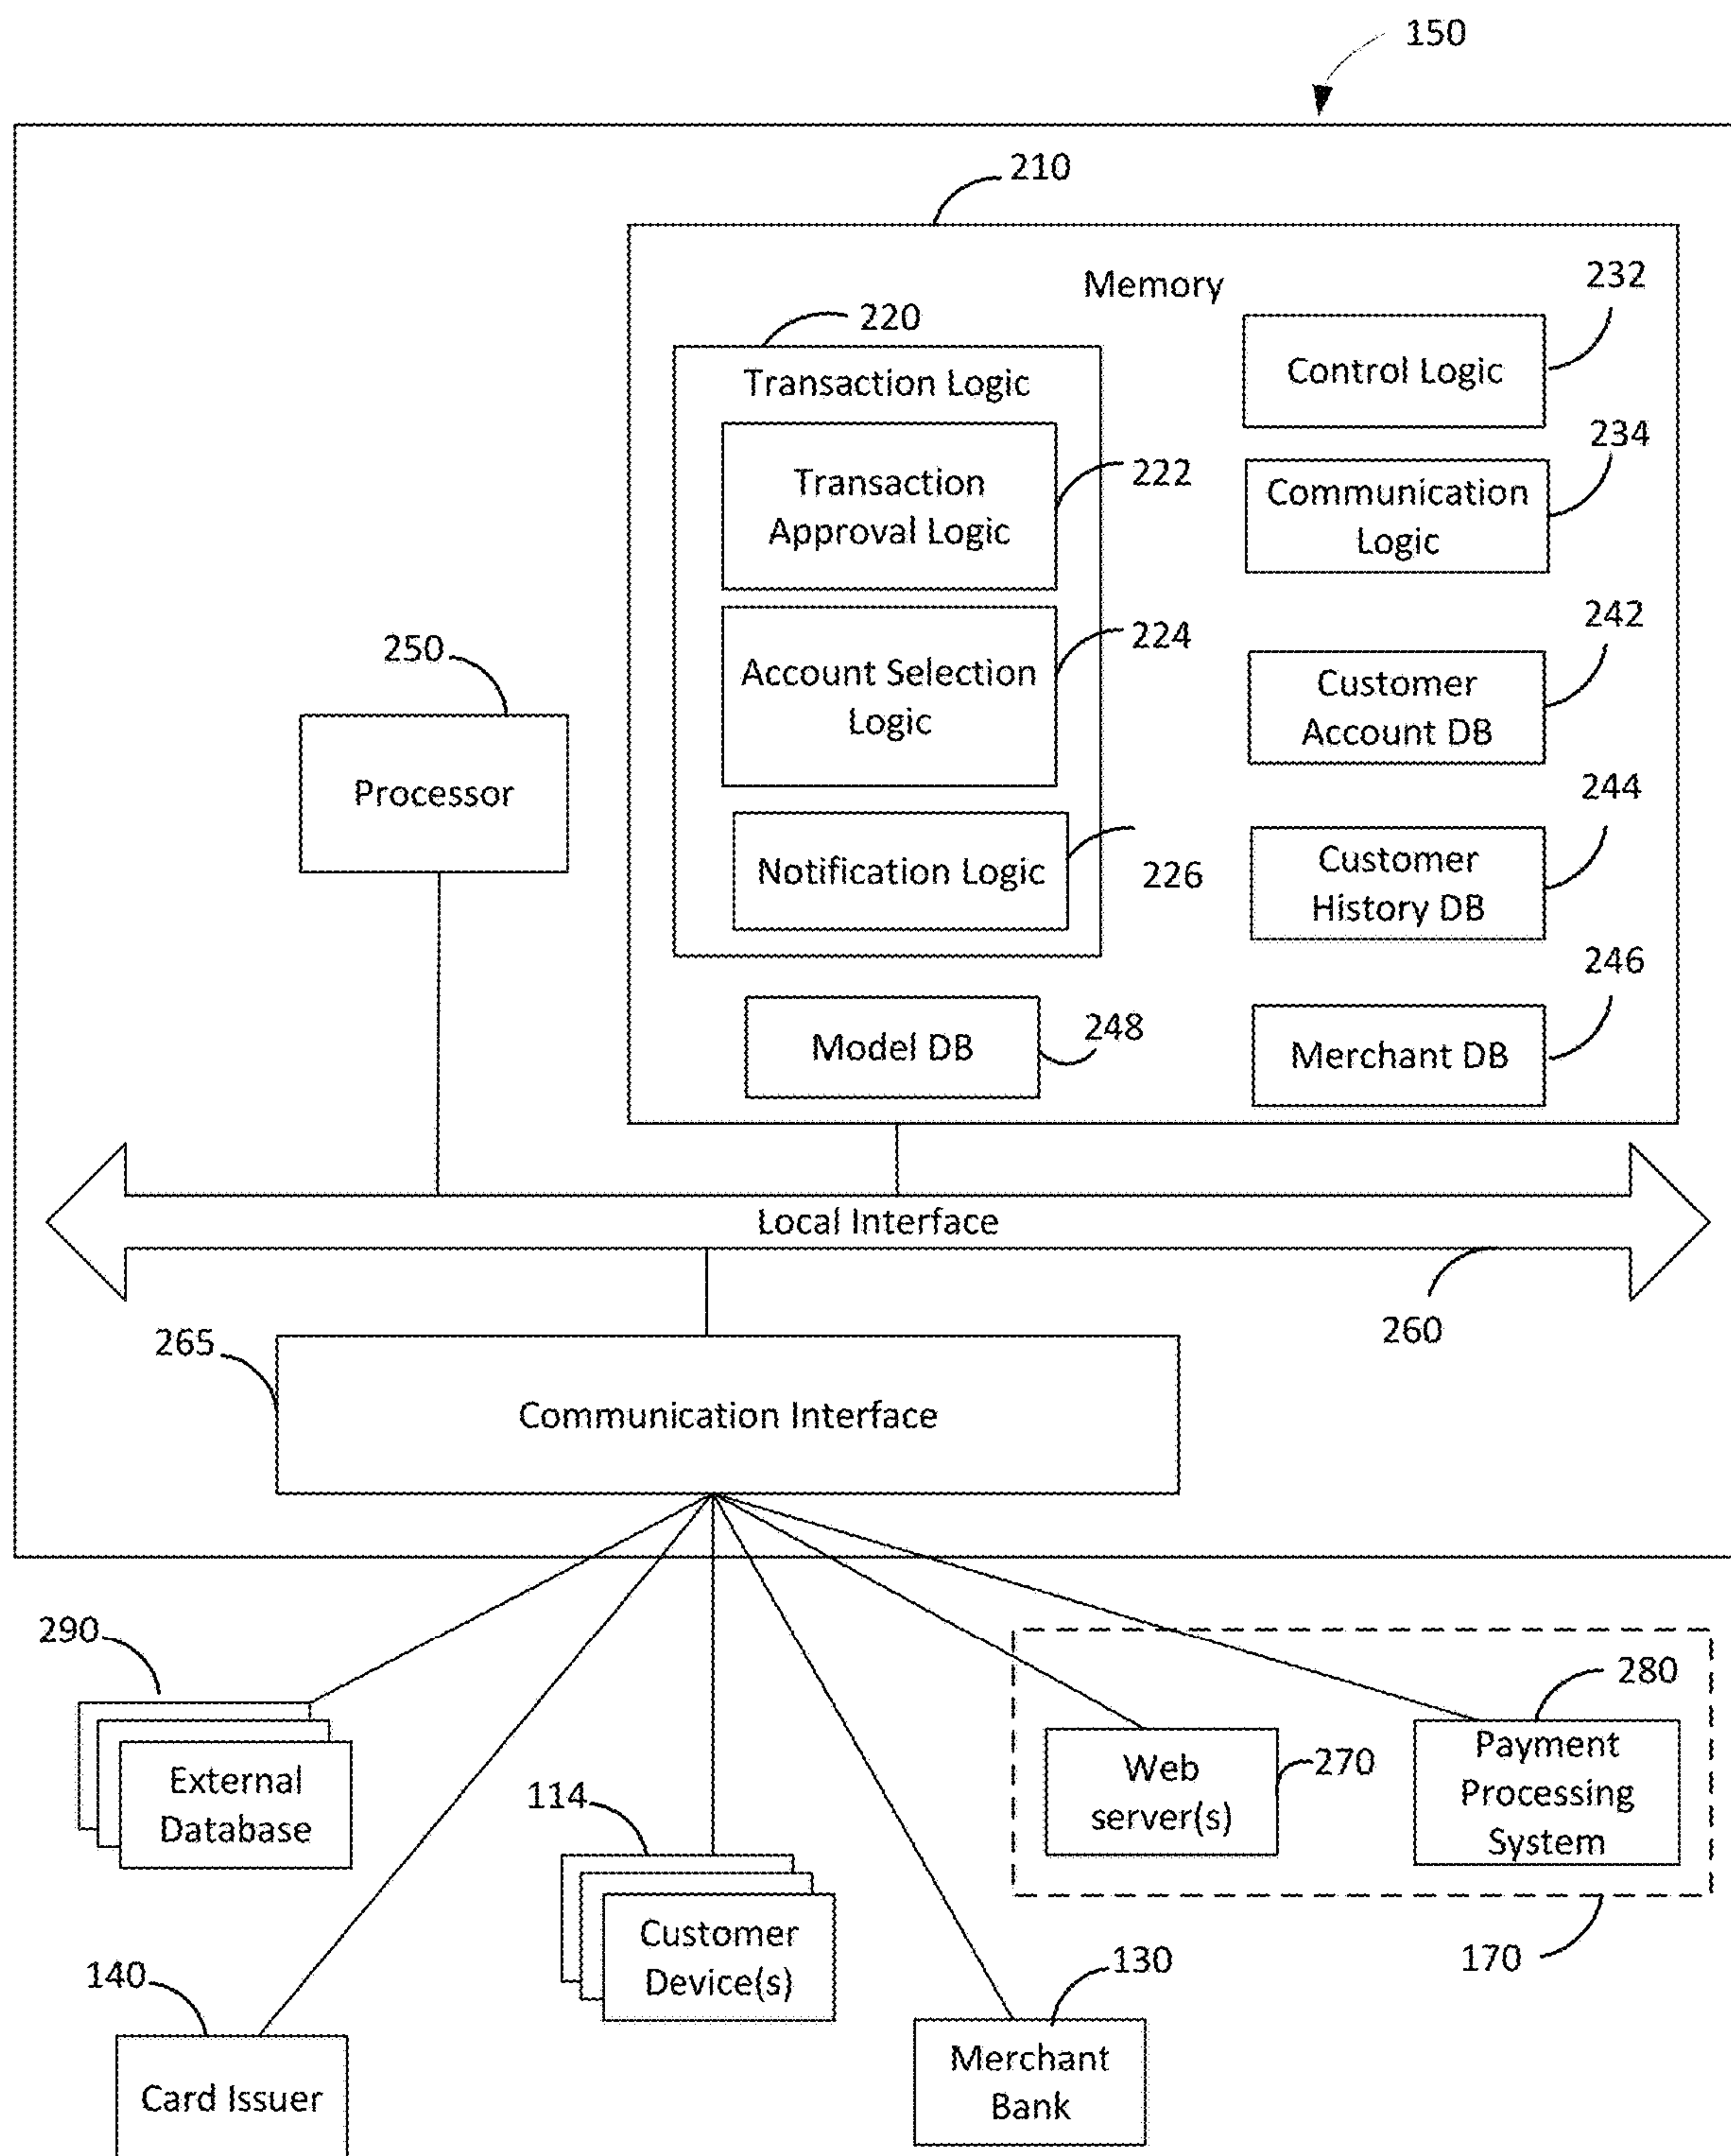 150
210
Memory
232
220
Control Logic
Transaction Logic
234
Transaction
Approval Logic
222
Communication
Logic
242
250
224
Account Selection
Logic
Customer
Account DB
Processor
244
Notification Logic
226
Customer
History DB
246
Model DB
248
Merchant DB
Local Interface
260
265
Communication Interface
290
280
External
Database
114
Web
server(s)
270
Payment
Processing
System
Customer
Device(s)
170
140
130
Card Issuer
Merchant
Bank